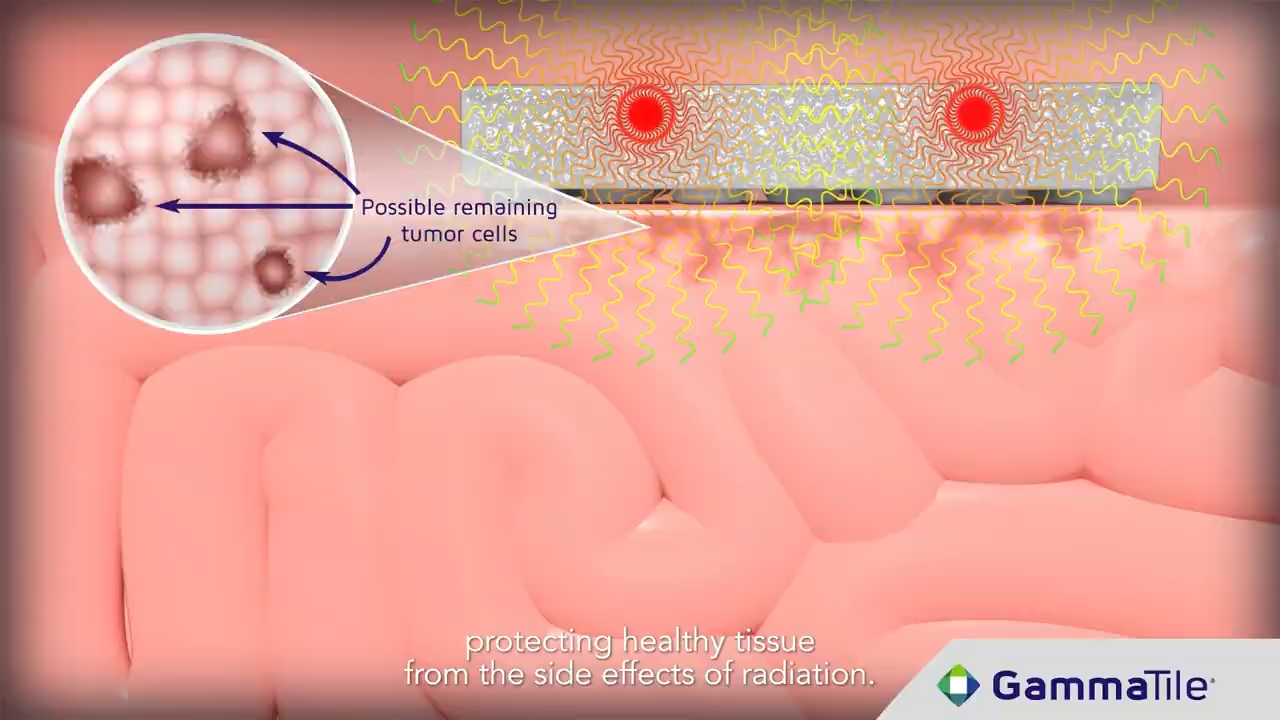 Possible remaining
tumor cells
protecting healthy tissue
from the side effects of radiation.
GammaTile®